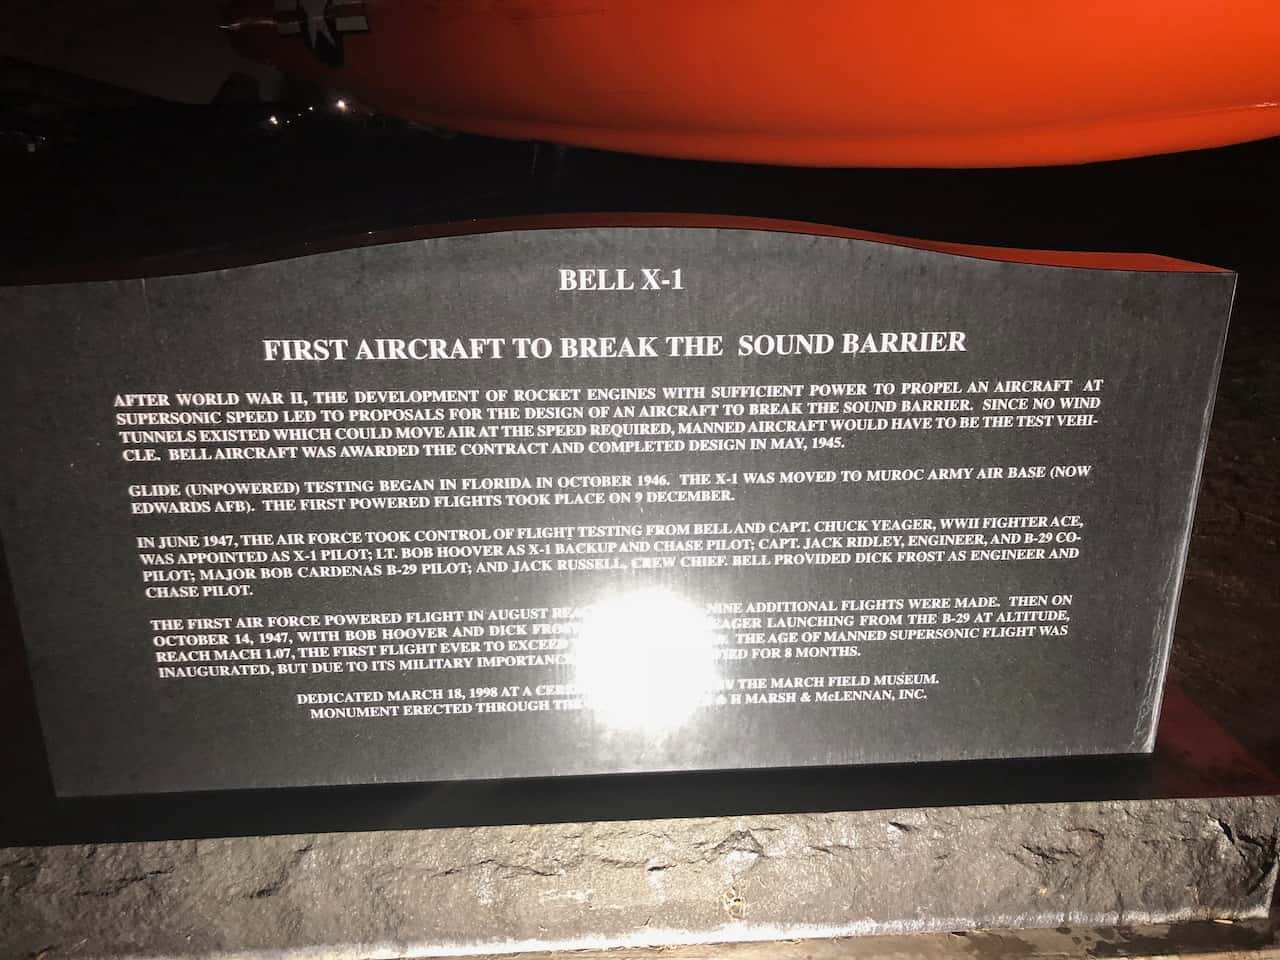 BELL X-1
FIRST AIRCRAFT TO BREAK THE SOUND BARRIER
AFTER WORLD WAR II, THE DEVELOPMENT OF ROCKET ENGINES WITH SUFFICIENT POWER TO PROPEL AN AIRCRAFT AT
SUPERSONIC SPEED LED TO PROPOSALS FOR THE DESIGN OF AN AIRCRAFT TO BREAK THE SOUND BARRIER. SINCE NO WIND
TUNNELS EXISTED WHICH COULD MOVE AIR AT THE SPEED REQUIRED, MANNED AIRCRAFT WOULD HAVE TO BE THE TEST VEHI-
CLE. BELL AIRCRAFT WAS AWARDED THE CONTRACT AND COMPLETED DESIGN IN MAY, 1945.
GLIDE (UNPOWERED) TESTING BEGAN IN FLORIDA IN OCTOBER 1946. THE X-1 WAS MOVED TO MUROC ARMY AIR BASE (NOW
EDWARDS AFB). THE FIRST POWERED FLIGHTS TOOK PLACE ON 9 DECEMBER.
IN JUNE 1947, THE AIR FORCE TOOK CONTROL OF FLIGHT TESTING FROM BELL AND CAPT. CHUCK YEAGER, WWII FIGHTER ACE,
WAS APPOINTED AS X-1 PILOT; LT. BOB HOOVER AS X-1 BACKUP AND CHASE PILOT; CAPT. JACK RIDLEY, ENGINEER, AND B-29 CO-
PILOT; MAJOR BOB CARDENAS B-29 PILOT; AND JACK RUSSELL, CREW CHIEF. BELL PROVIDED DICK FROST AS ENGINEER AND
CHASE PILOT.
THE FIRST AIR FORCE POWERED FLIGHT IN AUGUST NINE ADDITIONAL FLIGHTS WERE MADE. THEN ON
OCTOBER 14, 1947, WITH BOB HOOVER AND DICK FROST YEAGER LAUNCHING FROM THE B-29 AT ALTITUDE,
REACH MACH 1.07, THE FIRST FLIGHT EVER TO EXCEED THE AGE OF MANNED SUPERSONIC FLIGHT WAS
INAUGURATED, BUT DUE TO ITS MILITARY IMPORTANCE FOR 8 MONTHS.
DEDICATED MARCH 18, 1998 AT A THE MARCH FIELD MUSEUM.
MONUMENT ERECTED THROUGH THE H MARSH & McLENNAN, INC.